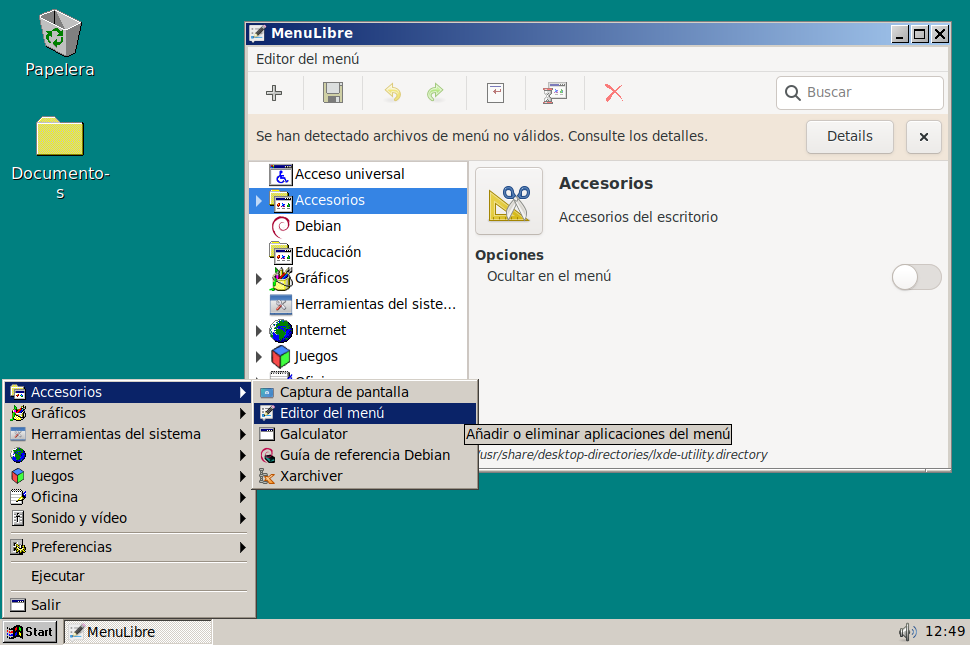 Papelera
Documento-
s
MenuLibre
Editor del menú
Buscar
Se han detectado archivos de menú no válidos. Consulte los detalles.
Details
Acceso universal
Accesorios
Debian
Educación
Gráficos
Herramientas del siste...
Internet
Juegos
Accesorios
Accesorios del escritorio
Opciones
Ocultar en el menú
/usr/share/desktop-directories/lxde-utility.directory
Accesorios
Gráficos
Herramientas del sistema
Internet
Juegos
Oficina
Sonido y vídeo
Preferencias
Ejecutar
Salir
Captura de pantalla
Editor del menú
Galculator
Guía de referencia Debian
Xarchiver
Añadir o eliminar aplicaciones del menú
Start
MenuLibre
12:49